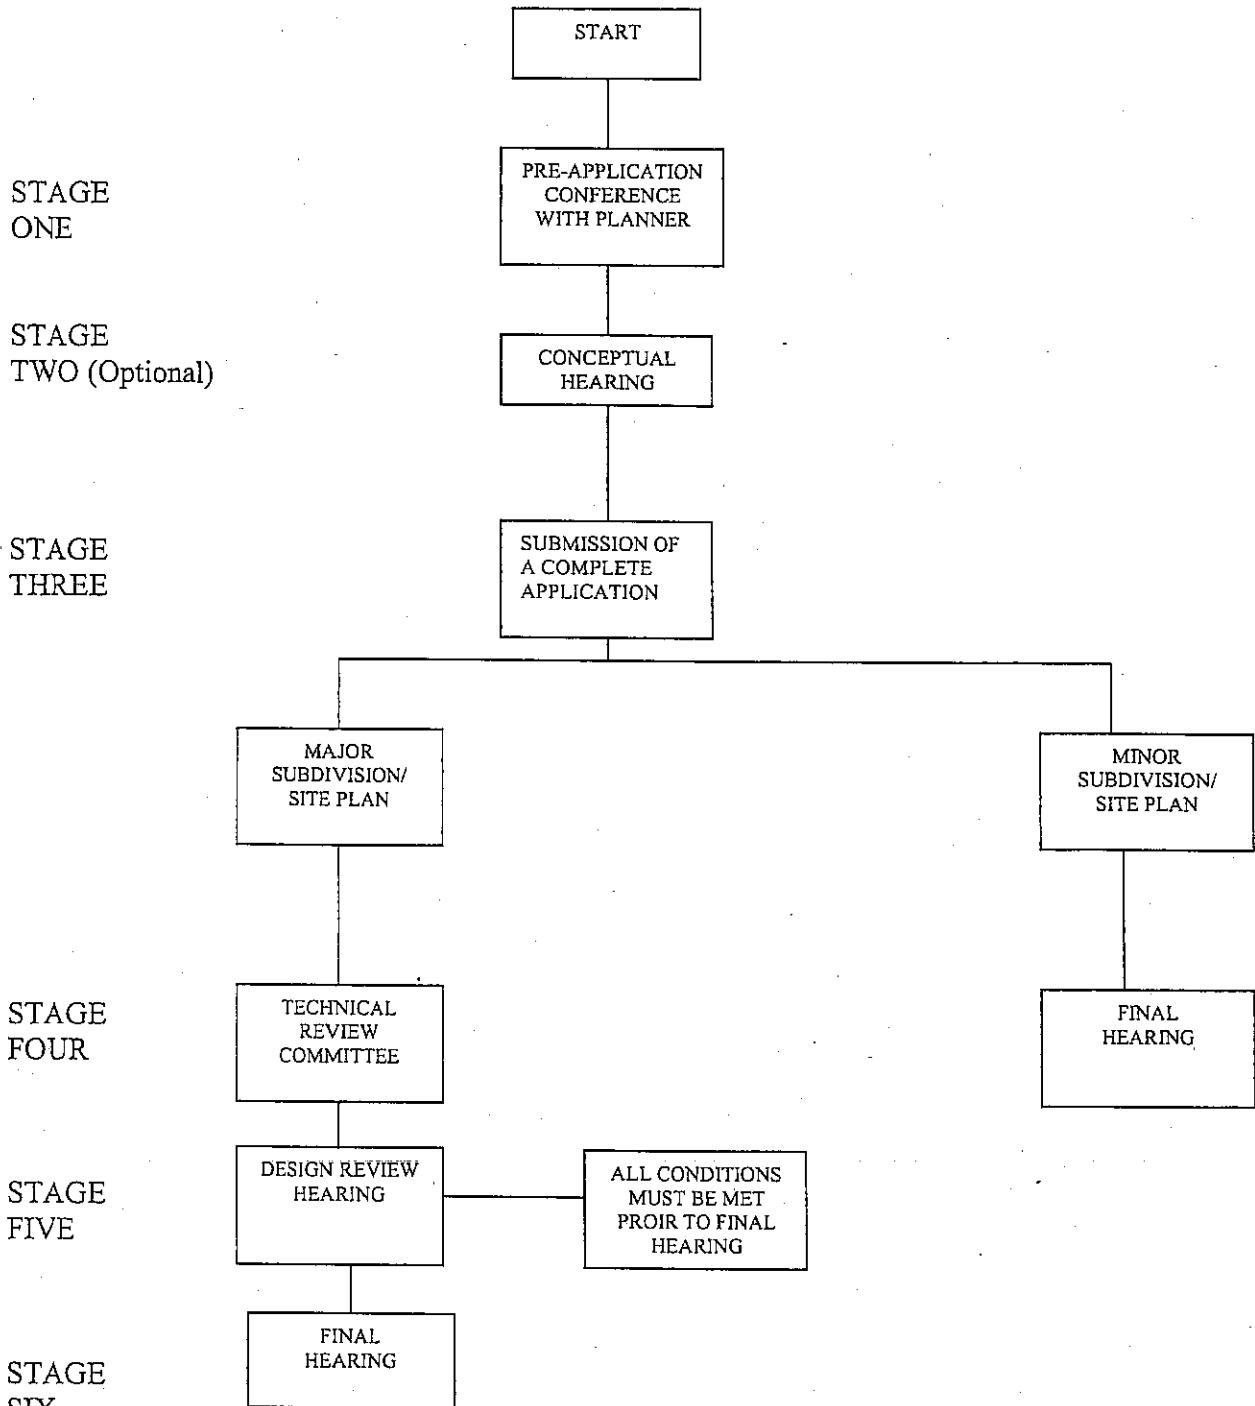 START
STAGE
ONE
PRE-APPLICATION
CONFERENCE
WITH PLANNER
STAGE
TWO (Optional)
CONCEPTUAL
HEARING
STAGE
THREE
SUBMISSION OF
A COMPLETE
APPLICATION
MAJOR
SUBDIVISION/
SITE PLAN
MINOR
SUBDIVISION/
SITE PLAN
STAGE
FOUR
TECHNICAL
REVIEW
COMMITTEE
FINAL
HEARING
STAGE
FIVE
DESIGN REVIEW
HEARING
ALL CONDITIONS
MUST BE MET
PROIR TO FINAL
HEARING
STAGE
SIX
FINAL
HEARING